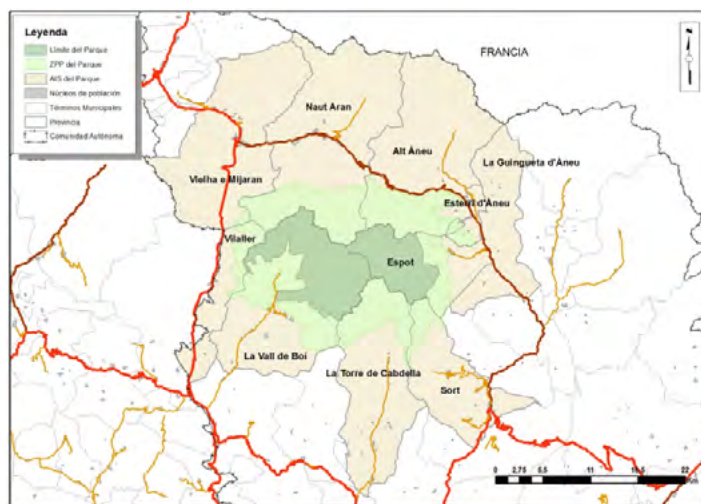 Leyenda
Límite del Parque
ZPP del Parque
AIS del Parque
Núcleos de población
Términos Municipales
Provincia
Comunidad Autónoma
FRANCIA
N
Naut Aran
Alt Àneu
La Guingueta d'Àneu
Vielha e Mijaran
Esterri d'Àneu
Vilaller
Espot
La Vall de Boí
La Torre de Cabdella
Sort
0 2,75 5,5 11 16,5 22